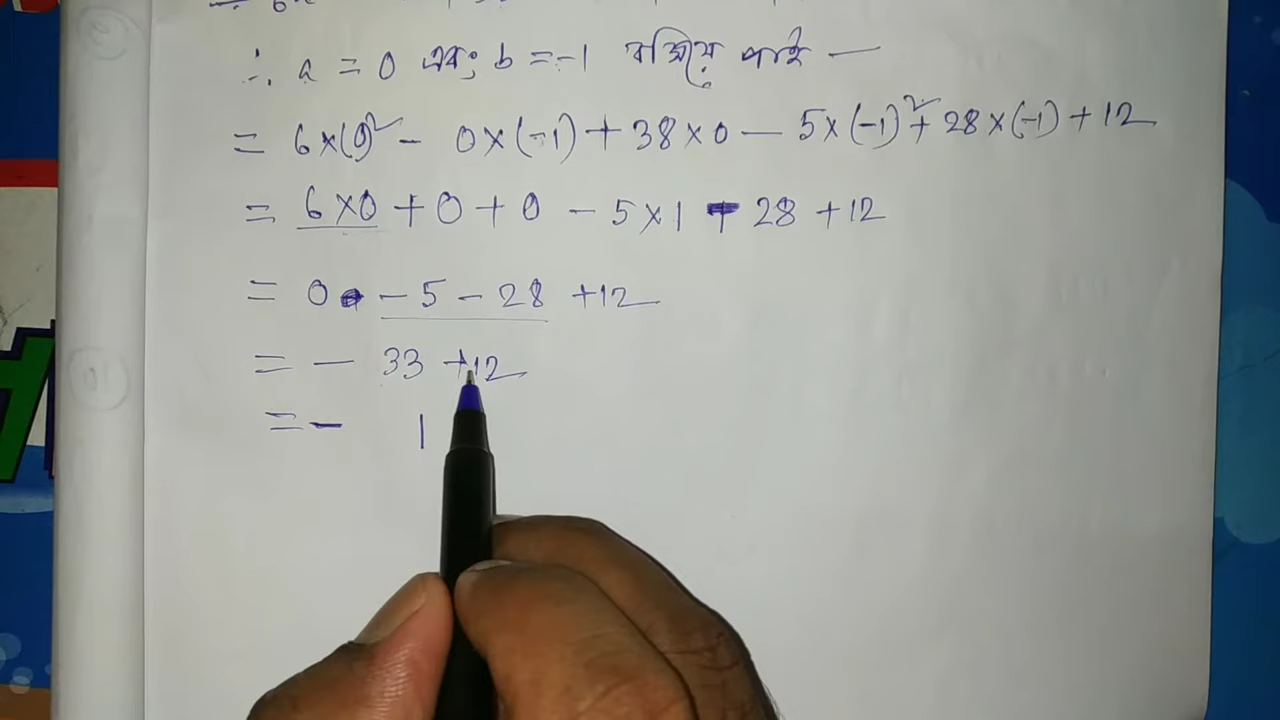 ∴ a = 0 এবং b = -1 বসিয়ে পাই —
= 6×(0)² - 0×(-1) + 38×0 — 5×(-1)² + 28×(-1) + 12
= 6×0 + 0 + 0 - 5×1 - 28 + 12
= 0 - 5 - 28 + 12
= - 33 + 12
= - 1